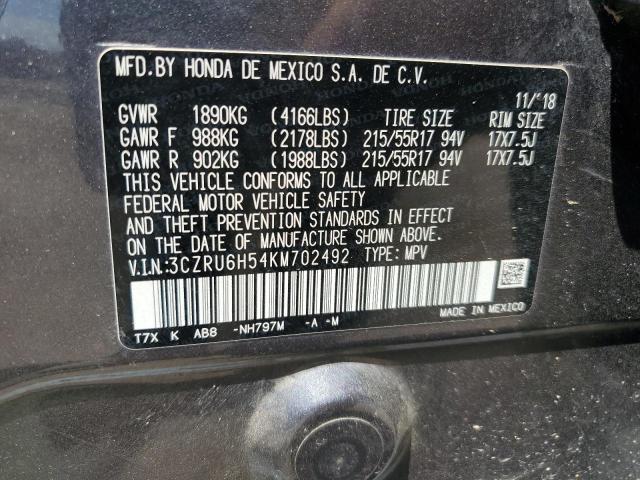 MFD.BY HONDA DE MEXICO S.A. DE C.V.
11/'18
GVWR 1890KG (4166LBS) TIRE SIZE RIM SIZE
GAWR F 988KG (2178LBS) 215/55R17 94V 17X7.5J
GAWR R 902KG (1988LBS) 215/55R17 94V 17X7.5J
THIS VEHICLE CONFORMS TO ALL APPLICABLE
FEDERAL MOTOR VEHICLE SAFETY
AND THEFT PREVENTION STANDARDS IN EFFECT
ON THE DATE OF MANUFACTURE SHOWN ABOVE.
V.I.N:3CZRU6H54KM702492 TYPE: MPV
MADE IN MEXICO
T7X K AB8 -NH797M -A -M